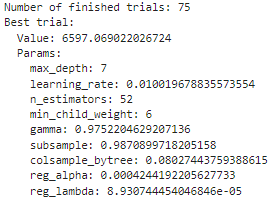 Number of finished trials: 75
Best trial:
  Value: 6597.069022026724
  Params:
    max_depth: 7
    learning_rate: 0.010019678835573554
    n_estimators: 52
    min_child_weight: 6
    gamma: 0.9752204629207136
    subsample: 0.9870899718205158
    colsample_bytree: 0.08027443759388615
    reg_alpha: 0.0004244192205627733
    reg_lambda: 8.930744454046846e-05